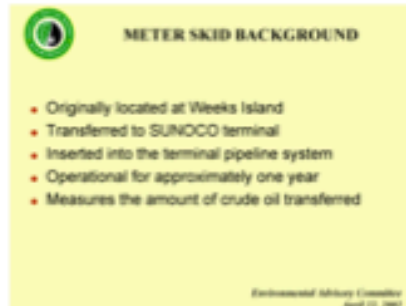 METER SKID BACKGROUND
Originally located at Weeks Island
Transferred to SUNOCO terminal
Inserted into the terminal pipeline system
Operational for approximately one year
Measures the amount of crude oil transferred
Environmental Advisory Committee